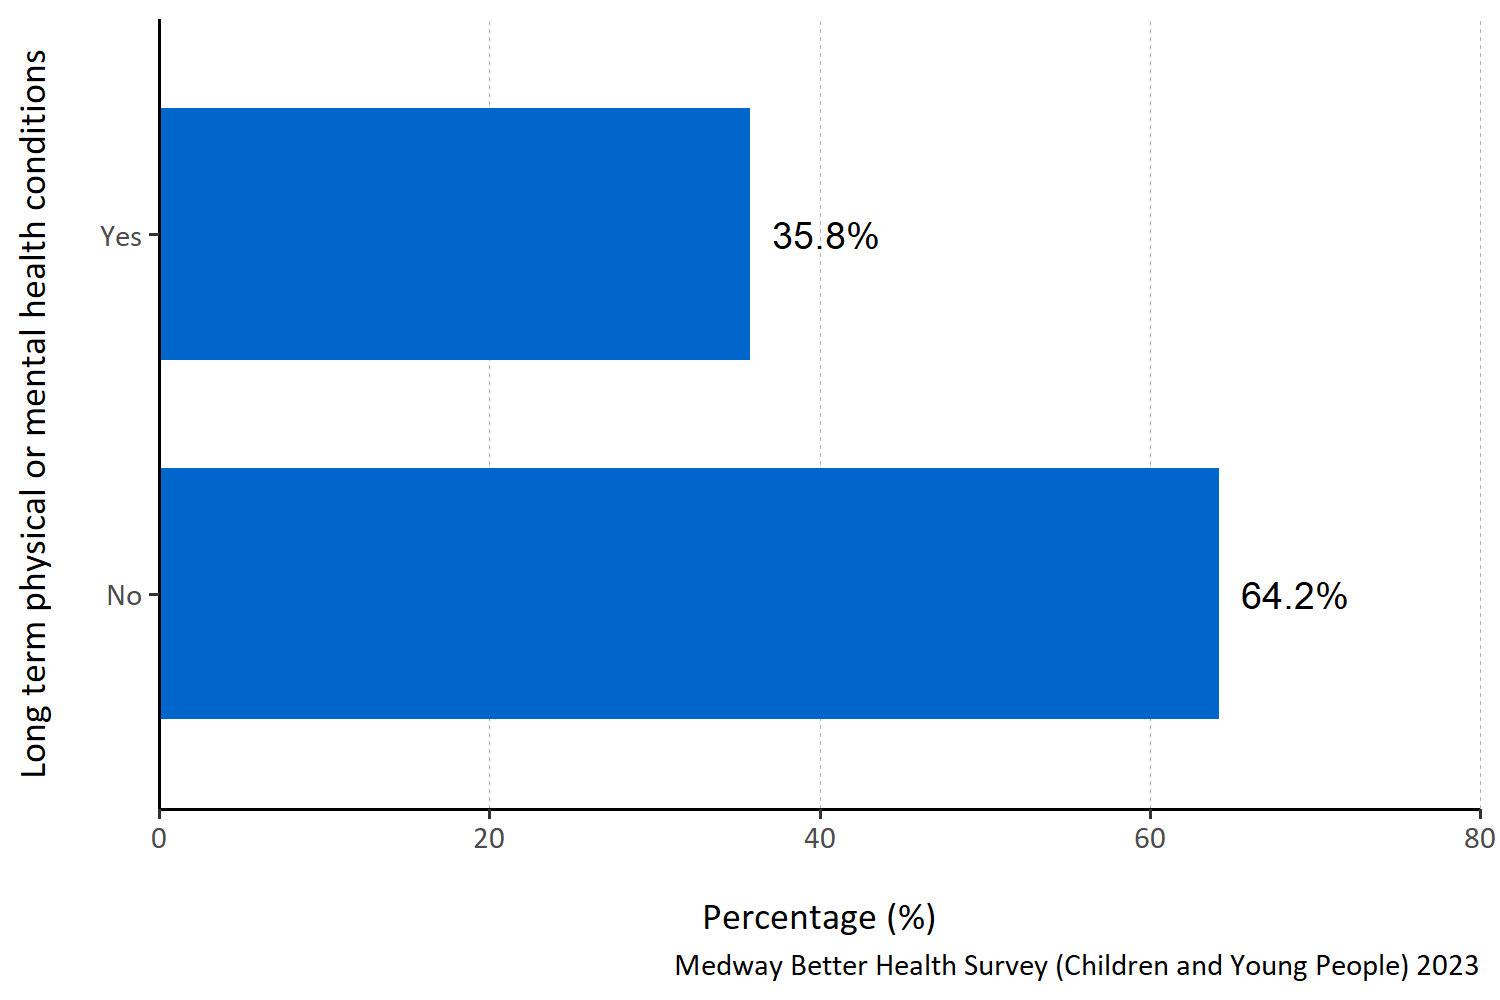 Long term physical or mental health conditions
Yes
35.8%
No
64.2%
0 20 40 60 80
Percentage (%)
Medway Better Health Survey (Children and Young People) 2023